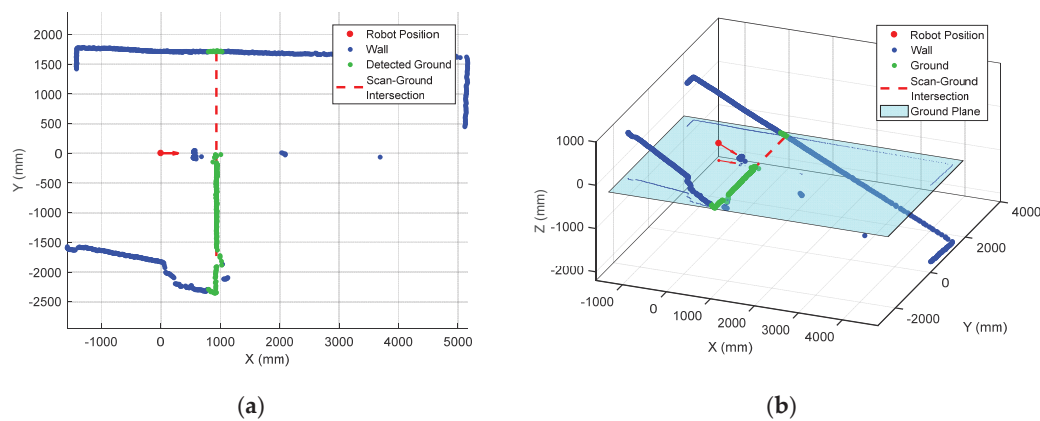 2000
1500
1000
500
0
-500
-1000
-1500
-2000
-2500
Y (mm)
-1000
0
1000
2000
3000
4000
5000
X (mm)
Robot Position
Wall
Detected Ground
Scan-Ground
Intersection
(a)
1000
0
-1000
-2000
Z (mm)
-1000
0
1000
2000
3000
4000
X (mm)
4000
2000
0
-2000
Y (mm)
Robot Position
Wall
Ground
Scan-Ground
Intersection
Ground Plane
(b)